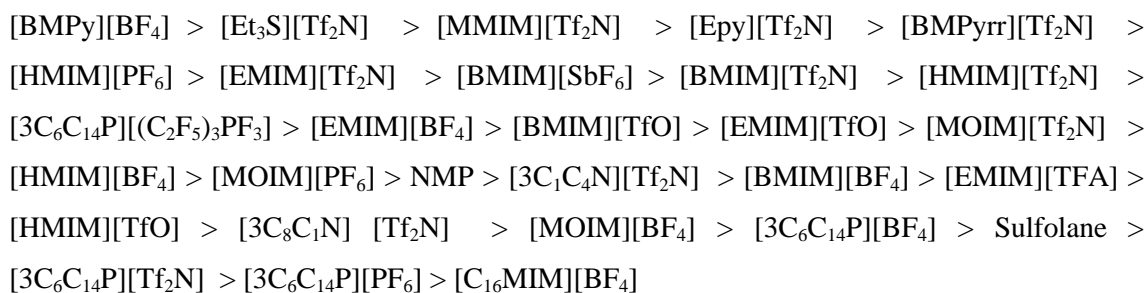 [BMPy][BF₄] > [Et₃S][Tf₂N] > [MMIM][Tf₂N] > [Epy][Tf₂N] > [BMPyrr][Tf₂N] >
[HMIM][PF₆] > [EMIM][Tf₂N] > [BMIM][SbF₆] > [BMIM][Tf₂N] > [HMIM][Tf₂N] >
[3C₆C₁₄P][(C₂F₅)₃PF₃] > [EMIM][BF₄] > [BMIM][TfO] > [EMIM][TfO] > [MOIM][Tf₂N] >
[HMIM][BF₄] > [MOIM][PF₆] > NMP > [3C₁C₄N][Tf₂N] > [BMIM][BF₄] > [EMIM][TFA] >
[HMIM][TfO] > [3C₈C₁N] [Tf₂N] > [MOIM][BF₄] > [3C₆C₁₄P][BF₄] > Sulfolane >
[3C₆C₁₄P][Tf₂N] > [3C₆C₁₄P][PF₆] > [C₁₆MIM][BF₄]